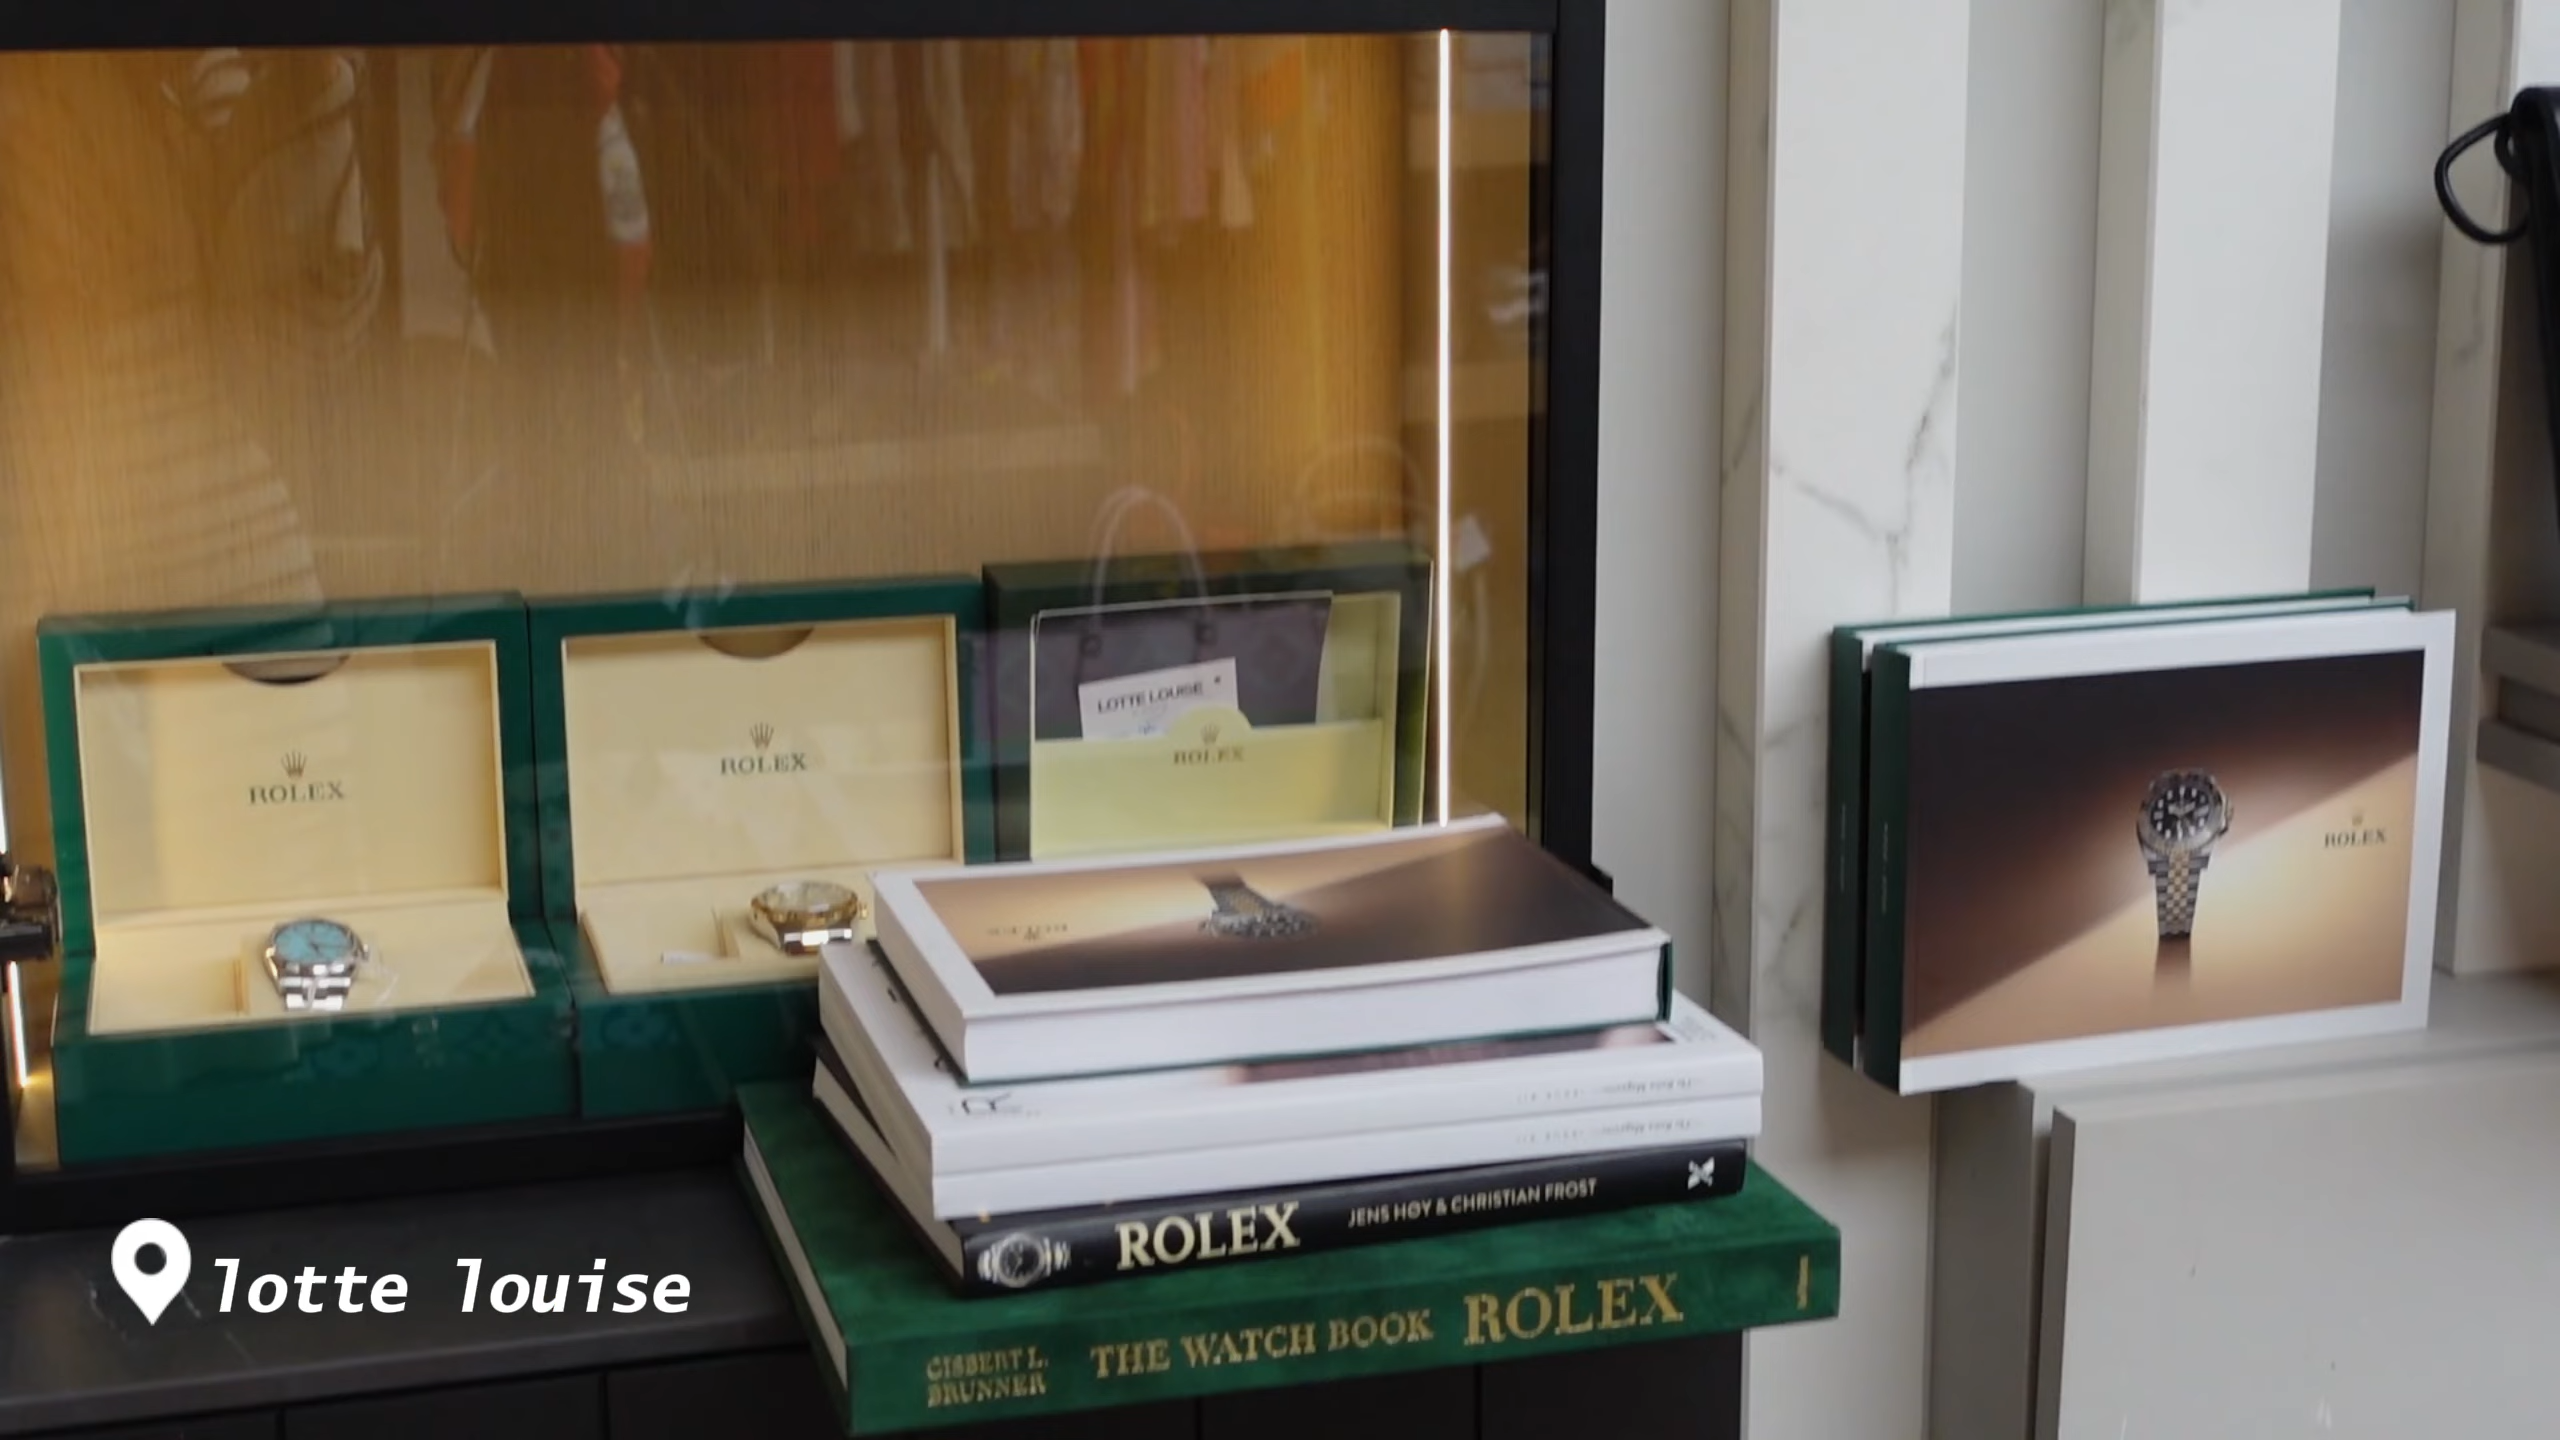 ROLEX
ROLEX
LOTTE LOUISE
ROLEX
ROLEX
ROLEX
ROLEX JENS HØY & CHRISTIAN FROST
GISBERT L. BRUNNER THE WATCH BOOK ROLEX
lotte louise